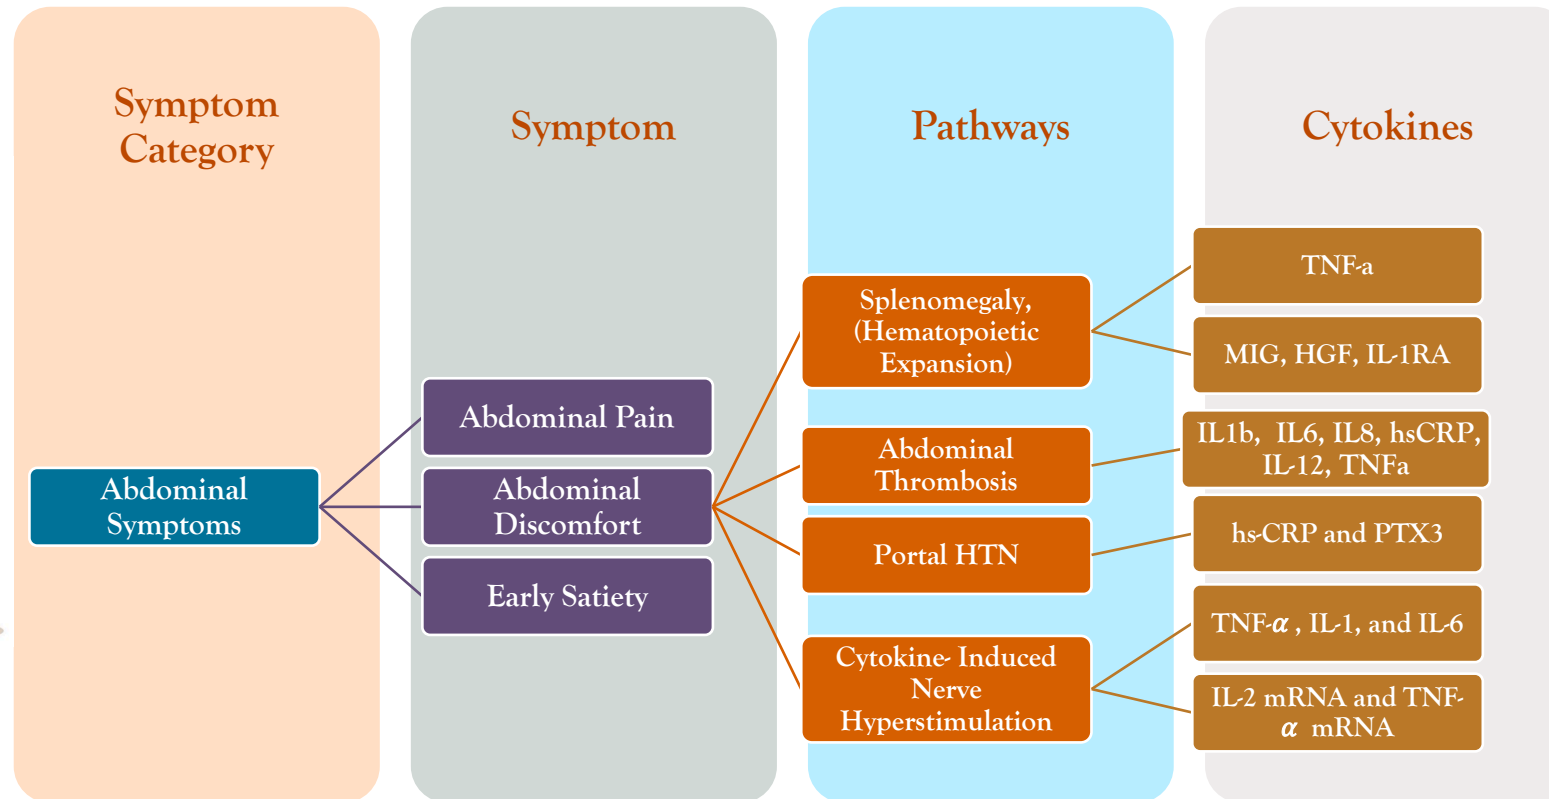 Symptom
Category
Symptom
Pathways
Cytokines
Abdominal
Symptoms
Abdominal Pain
Abdominal
Discomfort
Early Satiety
Splenomegaly,
(Hematopoietic
Expansion)
Abdominal
Thrombosis
Portal HTN
Cytokine- Induced
Nerve
Hyperstimulation
TNF-a
MIG, HGF, IL-1RA
IL1b, IL6, IL8, hsCRP,
IL-12, TNFa
hs-CRP and PTX3
TNF-α , IL-1, and IL-6
IL-2 mRNA and TNF-
α mRNA